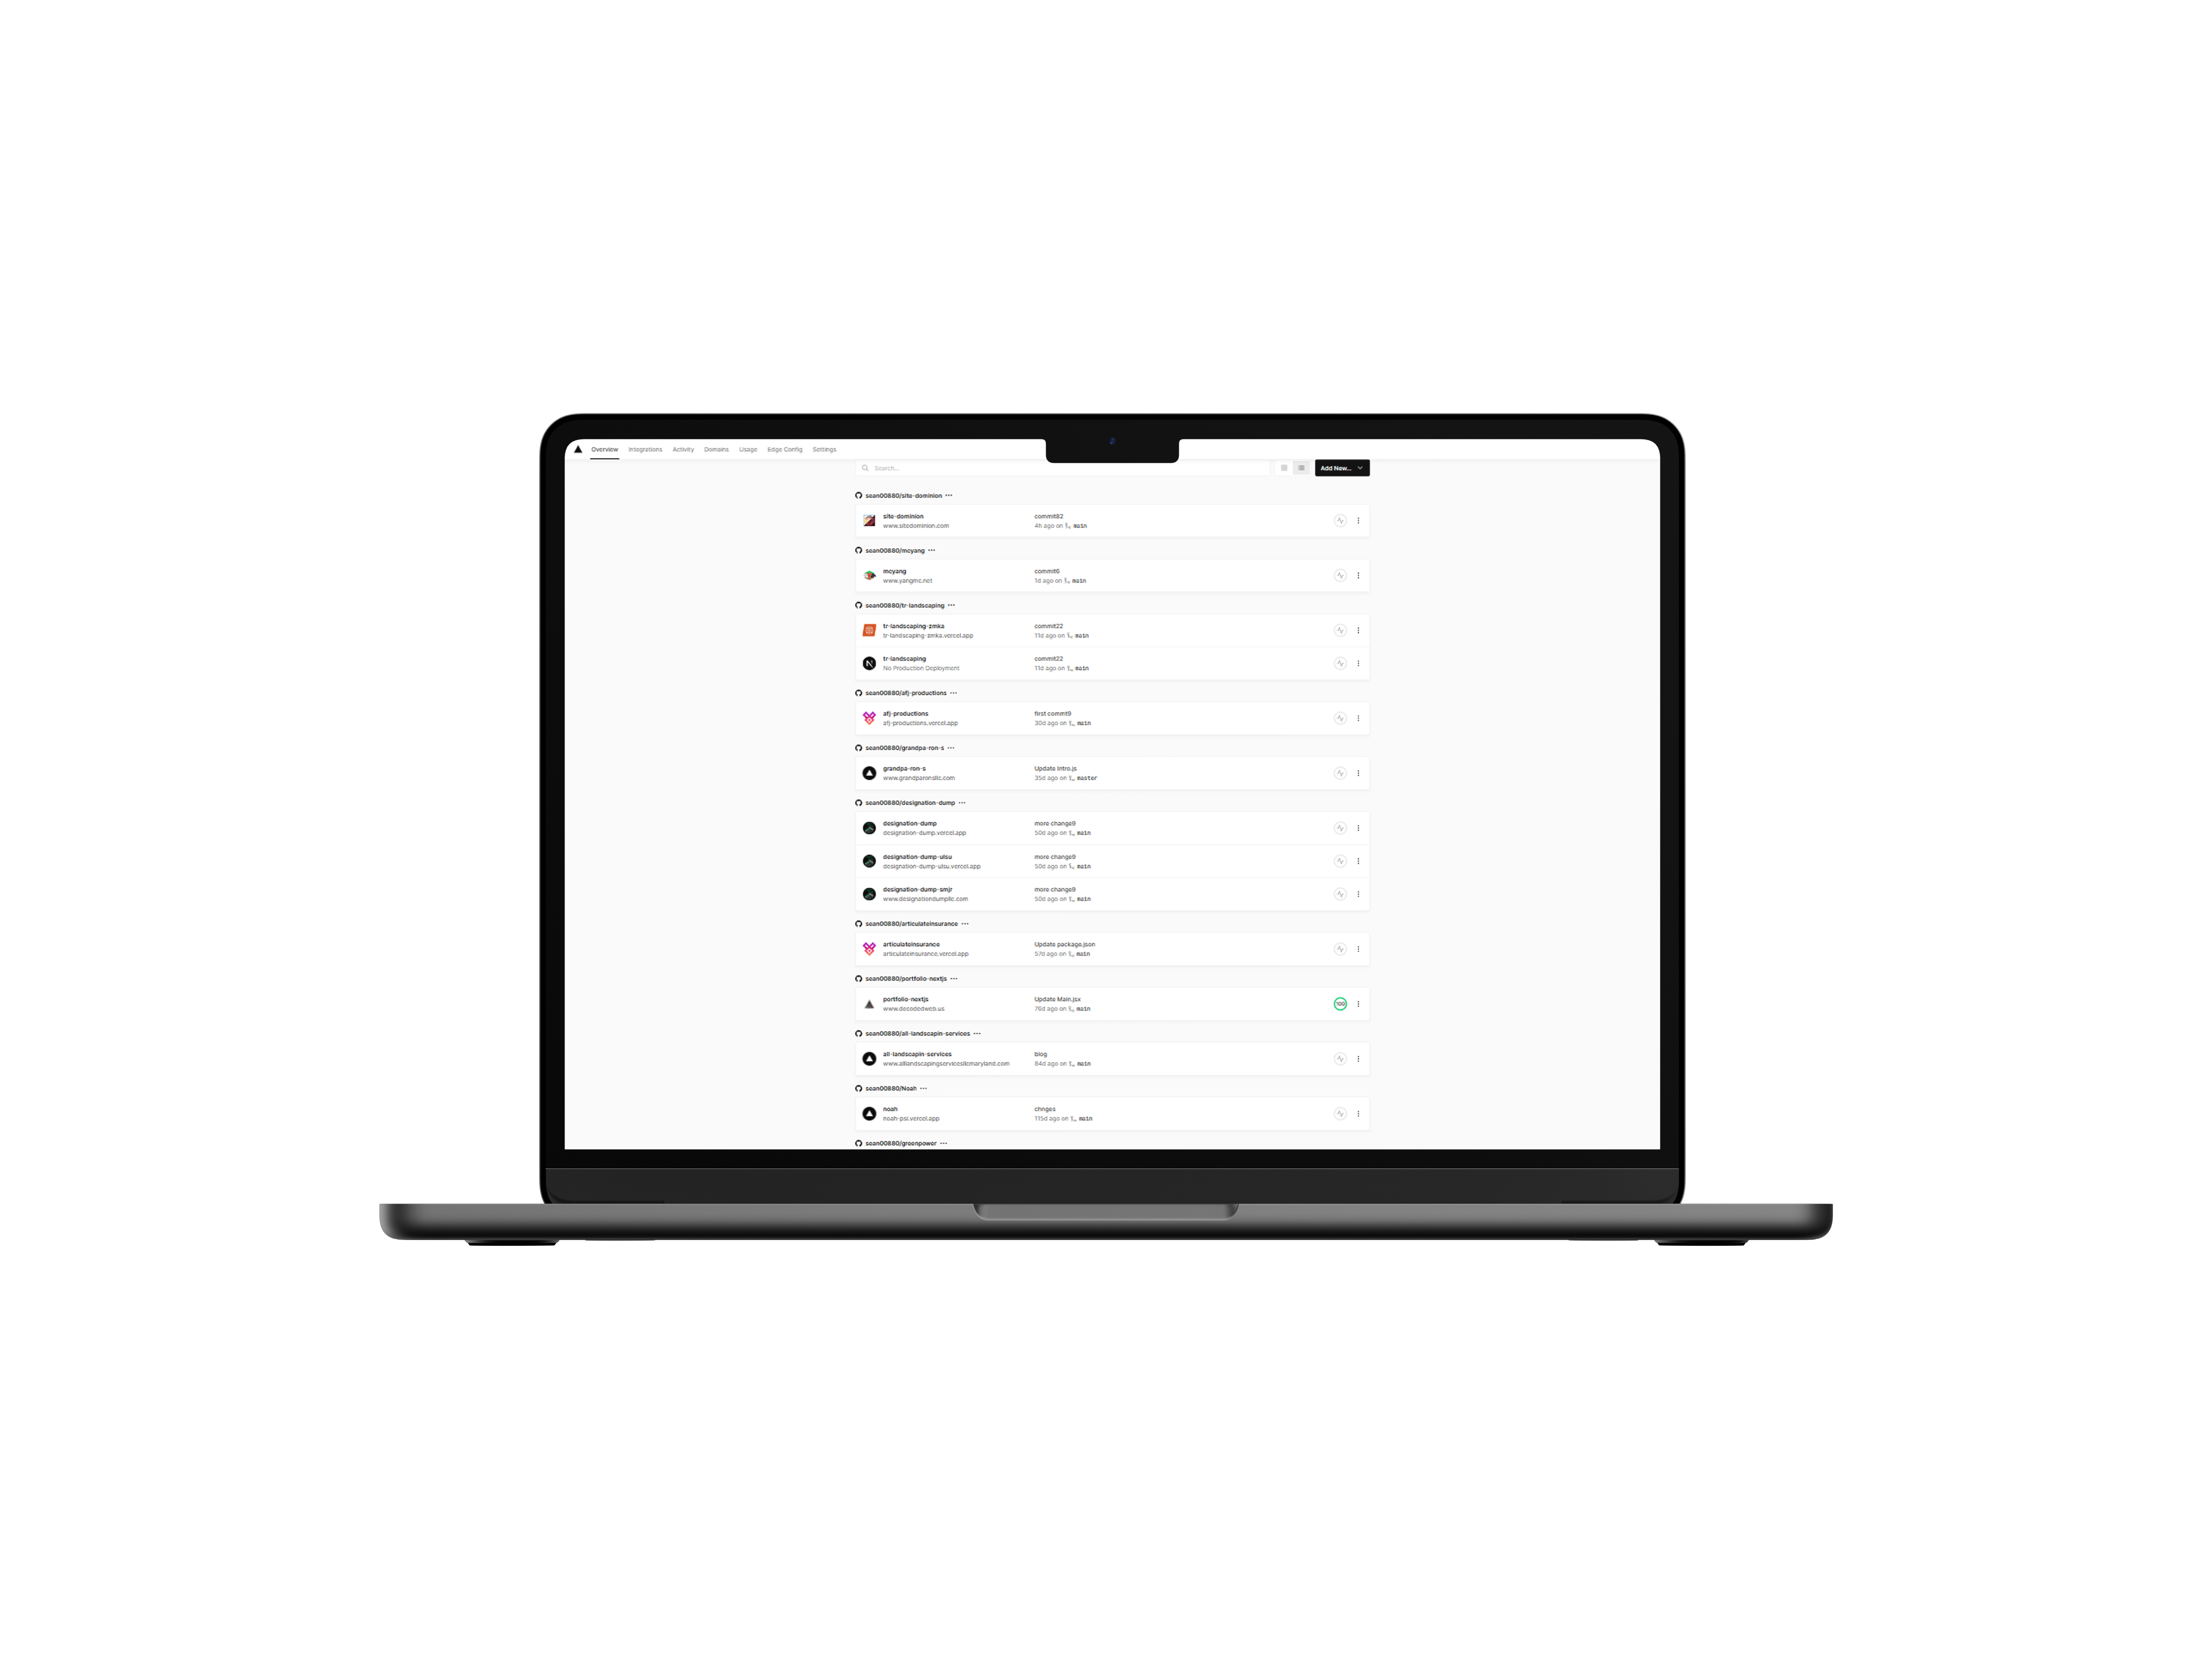 Overview Integrations Activity Domains Usage Edge Config Settings
Search...
Add New...
sean00880/site-dominion
site-dominion
www.sitedominion.com
commit82
4h ago on main
sean00880/mcyang
mcyang
www.yangmc.net
commit6
1d ago on main
sean00880/tr-landscaping
tr-landscaping-zmka
tr-landscaping-zmka.vercel.app
commit22
11d ago on main
tr-landscaping
No Production Deployment
commit22
11d ago on main
sean00880/afj-productions
afj-productions
afj-productions.vercel.app
first commit9
30d ago on main
sean00880/grandpa-ron-s
grandpa-ron-s
www.grandparonsllc.com
Update Intro.js
35d ago on master
sean00880/designation-dump
designation-dump
designation-dump.vercel.app
more change9
50d ago on main
designation-dump-ulsu
designation-dump-ulsu.vercel.app
more change9
50d ago on main
designation-dump-smjr
www.designationdumpllc.com
more change9
50d ago on main
sean00880/articulateinsurance
articulateinsurance
articulateinsurance.vercel.app
Update package.json
57d ago on main
sean00880/portfolio-nextjs
portfolio-nextjs
www.decodedweb.us
Update Main.jsx
76d ago on main
100
sean00880/all-landscapin-services
all-landscapin-services
www.alllandscapingservicesllcmaryland.com
blog
84d ago on main
sean00880/Noah
noah
noah-psi.vercel.app
chnges
115d ago on main
sean00880/greenpower